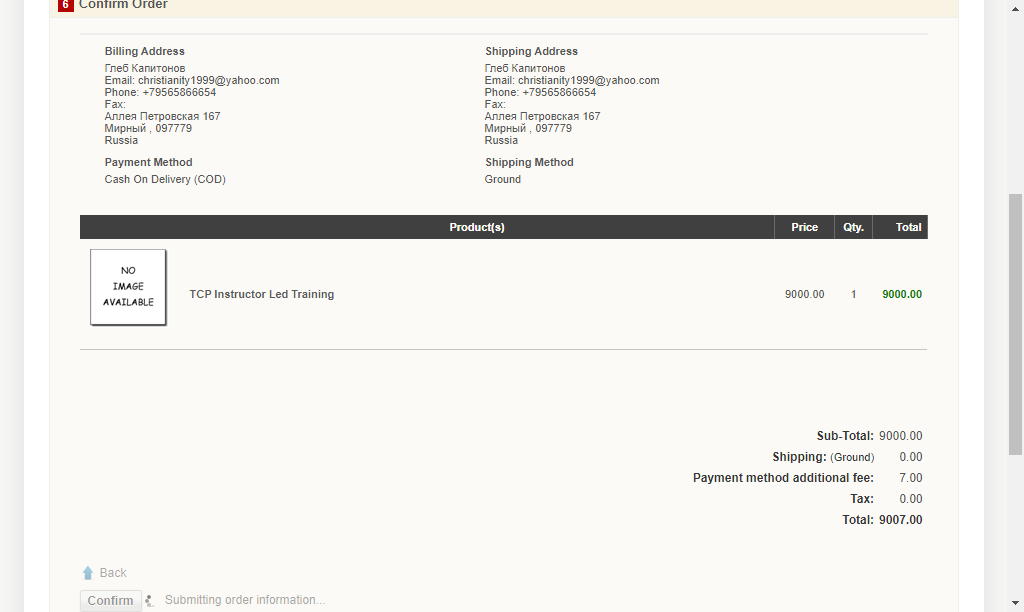 6 Confirm Order
Billing Address
Глеб Капитонов
Email: christianity1999@yahoo.com
Phone: +79565866654
Fax:
Аллея Петровская 167
Мирный , 097779
Russia
Payment Method
Cash On Delivery (COD)
Shipping Address
Глеб Капитонов
Email: christianity1999@yahoo.com
Phone: +79565866654
Fax:
Аллея Петровская 167
Мирный , 097779
Russia
Shipping Method
Ground
Product(s) Price Qty. Total
NO
IMAGE
AVAILABLE
TCP Instructor Led Training 9000.00 1 9000.00
Sub-Total: 9000.00
Shipping: (Ground) 0.00
Payment method additional fee: 7.00
Tax: 0.00
Total: 9007.00
Back
Confirm Submitting order information...